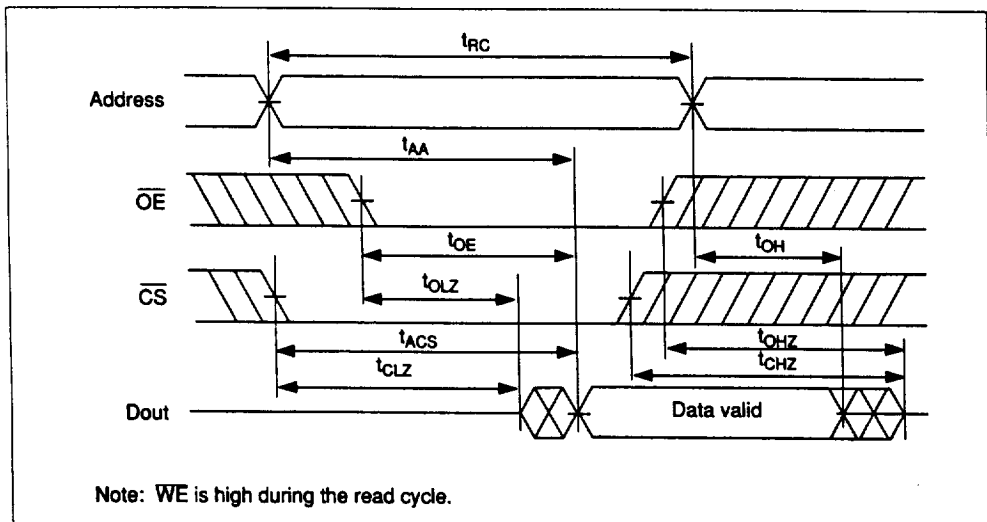 tRC
Address
tAA
OE
tOE
tOH
tOLZ
CS
tACS
tOHZ
tCLZ
tCHZ
Dout
Data valid
Note: WE is high during the read cycle.